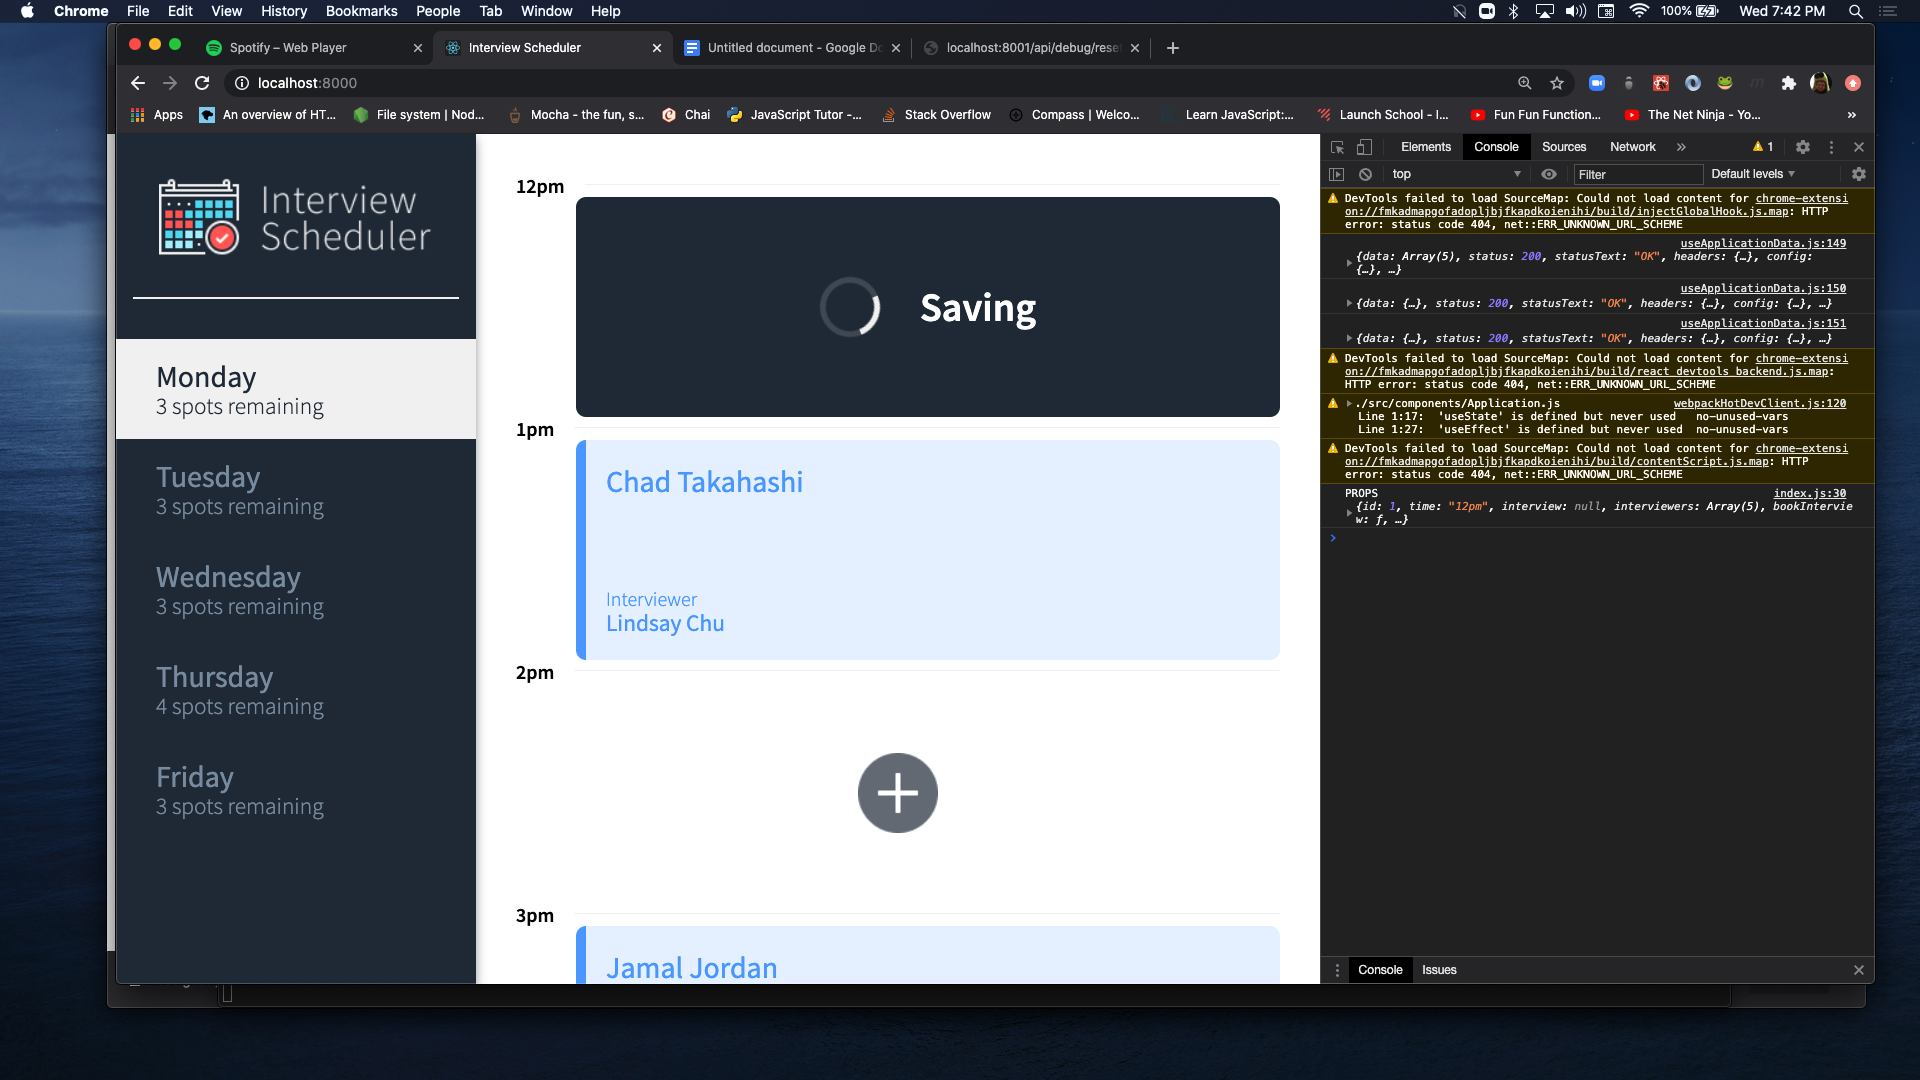 Chrome File Edit View History Bookmarks People Tab Window Help 100% Wed 7:42 PM
Spotify – Web Player Interview Scheduler Untitled document - Google Do localhost:8001/api/debug/rese
localhost:8000
Apps An overview of HT... File system | Nod... Mocha - the fun, s... Chai JavaScript Tutor -... Stack Overflow Compass | Welco... Learn JavaScript:... Launch School - I... Fun Fun Function... The Net Ninja - Yo... »
Interview
Scheduler
Monday
3 spots remaining
Tuesday
3 spots remaining
Wednesday
3 spots remaining
Thursday
4 spots remaining
Friday
3 spots remaining
12pm
Saving
1pm
Chad Takahashi
Interviewer
Lindsay Chu
2pm
3pm
Jamal Jordan
Elements Console Sources Network » 1
top Filter Default levels
DevTools failed to load SourceMap: Could not load content for chrome-extensi
on://fmkadmapgofadopljbjfkapdkoienihi/build/injectGlobalHook.js.map: HTTP
error: status code 404, net::ERR_UNKNOWN_URL_SCHEME
useApplicationData.js:149
{data: Array(5), status: 200, statusText: "OK", headers: {…}, config:
{…}, …}
useApplicationData.js:150
{data: {…}, status: 200, statusText: "OK", headers: {…}, config: {…}, …}
useApplicationData.js:151
{data: {…}, status: 200, statusText: "OK", headers: {…}, config: {…}, …}
DevTools failed to load SourceMap: Could not load content for chrome-extensi
on://fmkadmapgofadopljbjfkapdkoienihi/build/react_devtools_backend.js.map:
HTTP error: status code 404, net::ERR_UNKNOWN_URL_SCHEME
./src/components/Application.js webpackHotDevClient.js:120
Line 1:17: 'useState' is defined but never used no-unused-vars
Line 1:27: 'useEffect' is defined but never used no-unused-vars
DevTools failed to load SourceMap: Could not load content for chrome-extensi
on://fmkadmapgofadopljbjfkapdkoienihi/build/contentScript.js.map: HTTP
error: status code 404, net::ERR_UNKNOWN_URL_SCHEME
PROPS index.js:30
{id: 1, time: "12pm", interview: null, interviewers: Array(5), bookIntervie
w: ƒ, …}
Console Issues